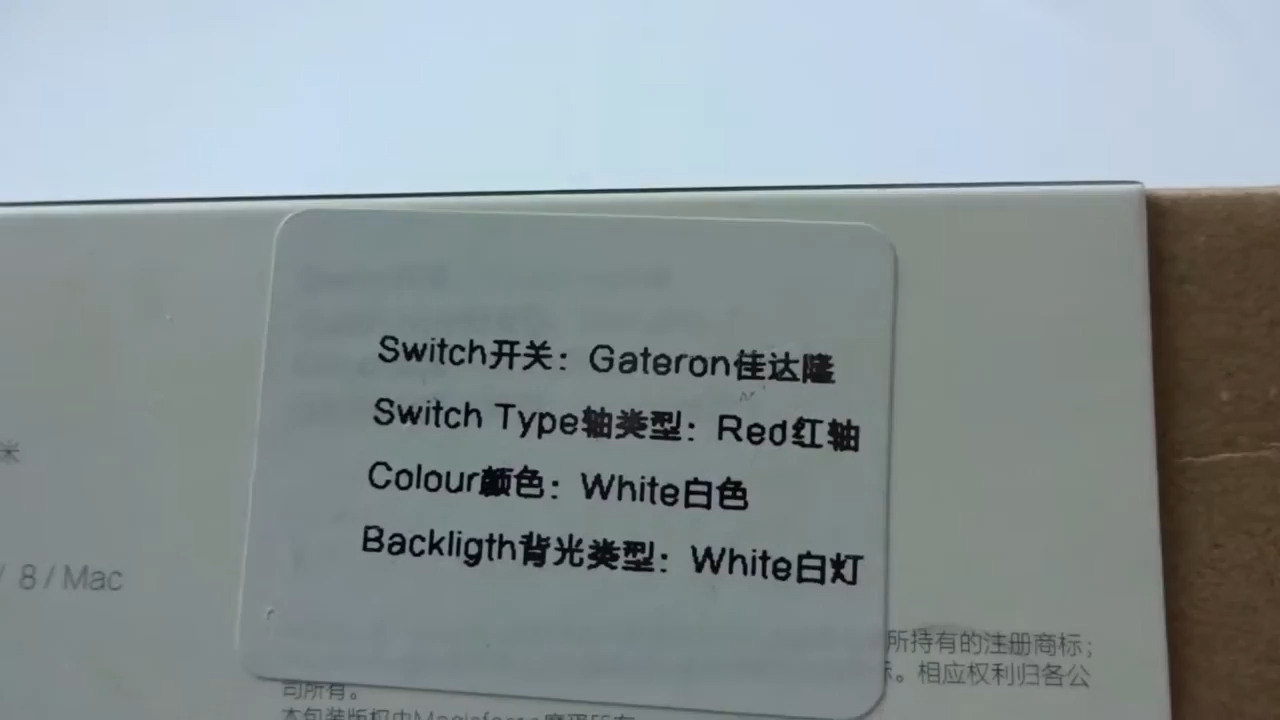 Switch开关：Gateron佳达隆
Switch Type轴类型：Red红轴
Colour颜色：White白色
Backligth背光类型：White白灯
米
/ 8 / Mac
所持有的注册商标；
。相应权利归各公
司所有。